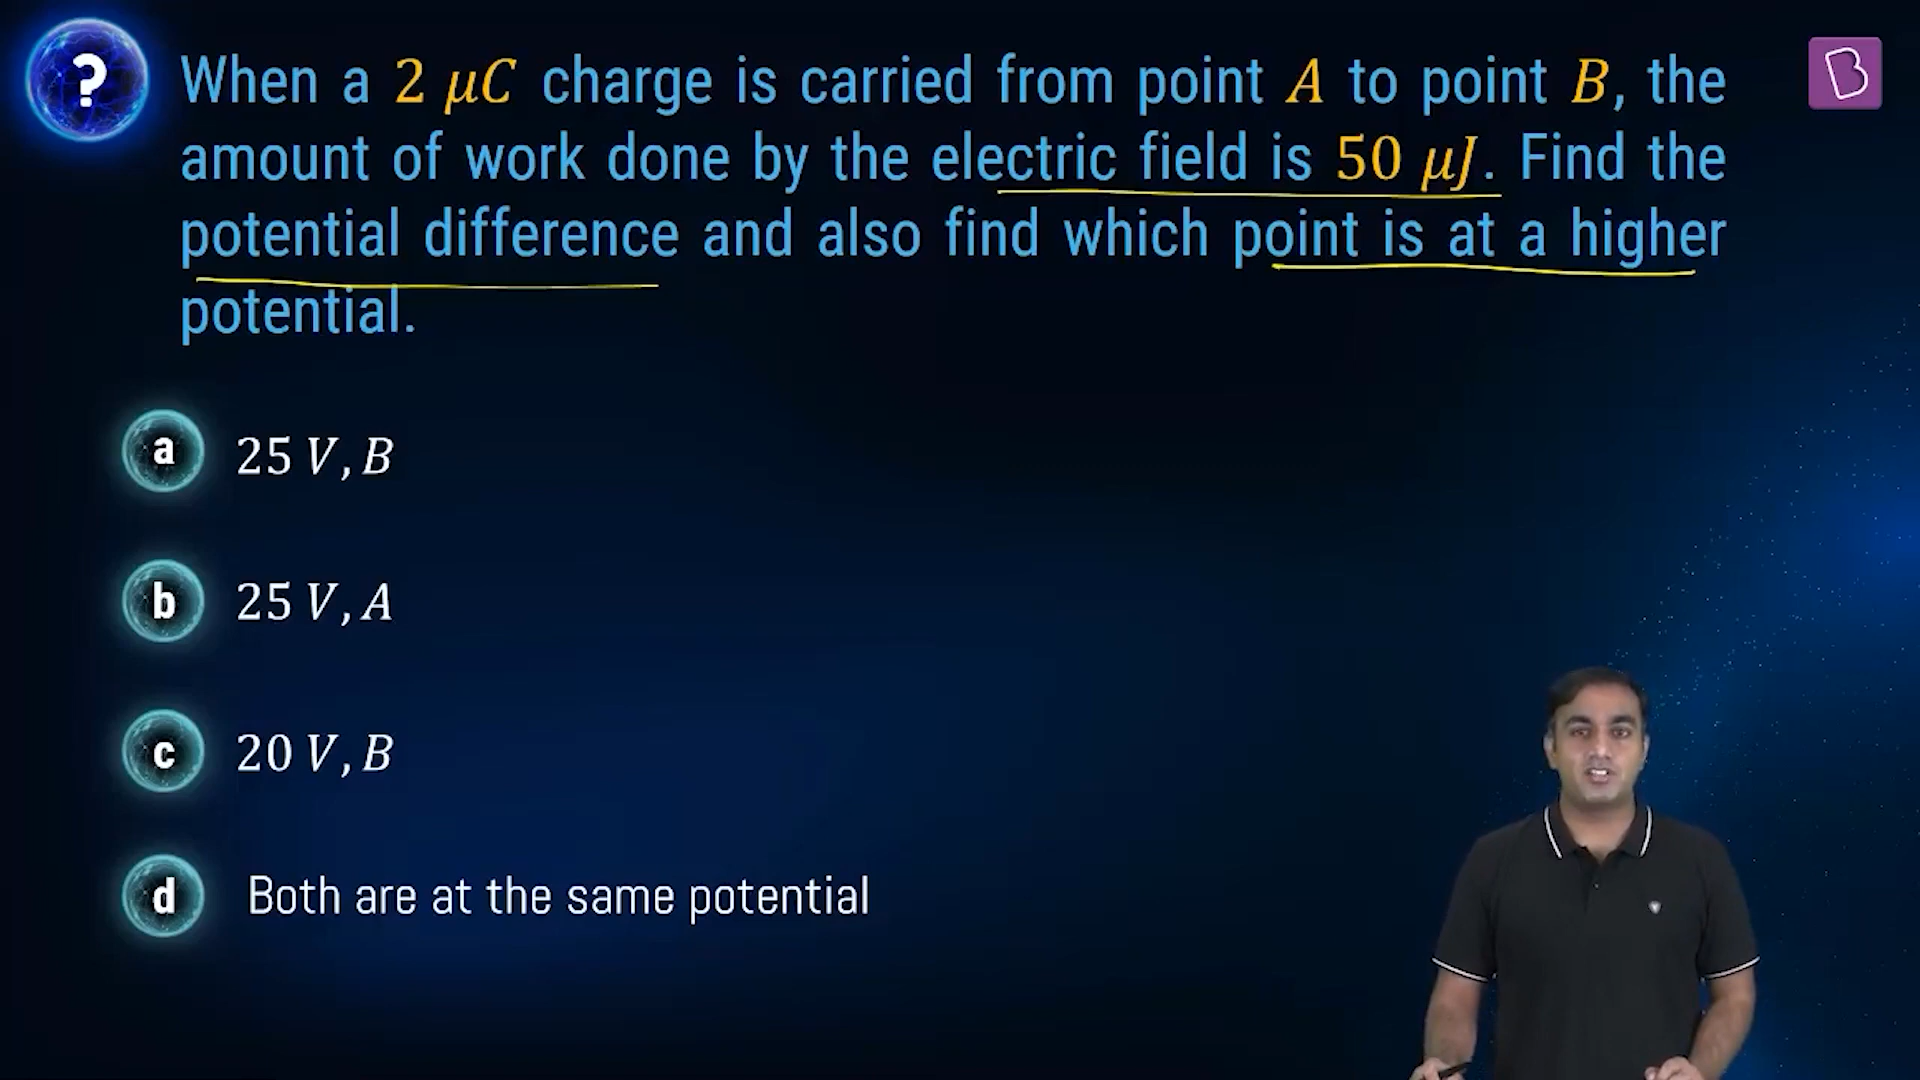 ?
When a 2 μC charge is carried from point A to point B, the
amount of work done by the electric field is 50 μJ. Find the
potential difference and also find which point is at a higher
potential.
a 25 V, B
b 25 V, A
c 20 V, B
d Both are at the same potential
B